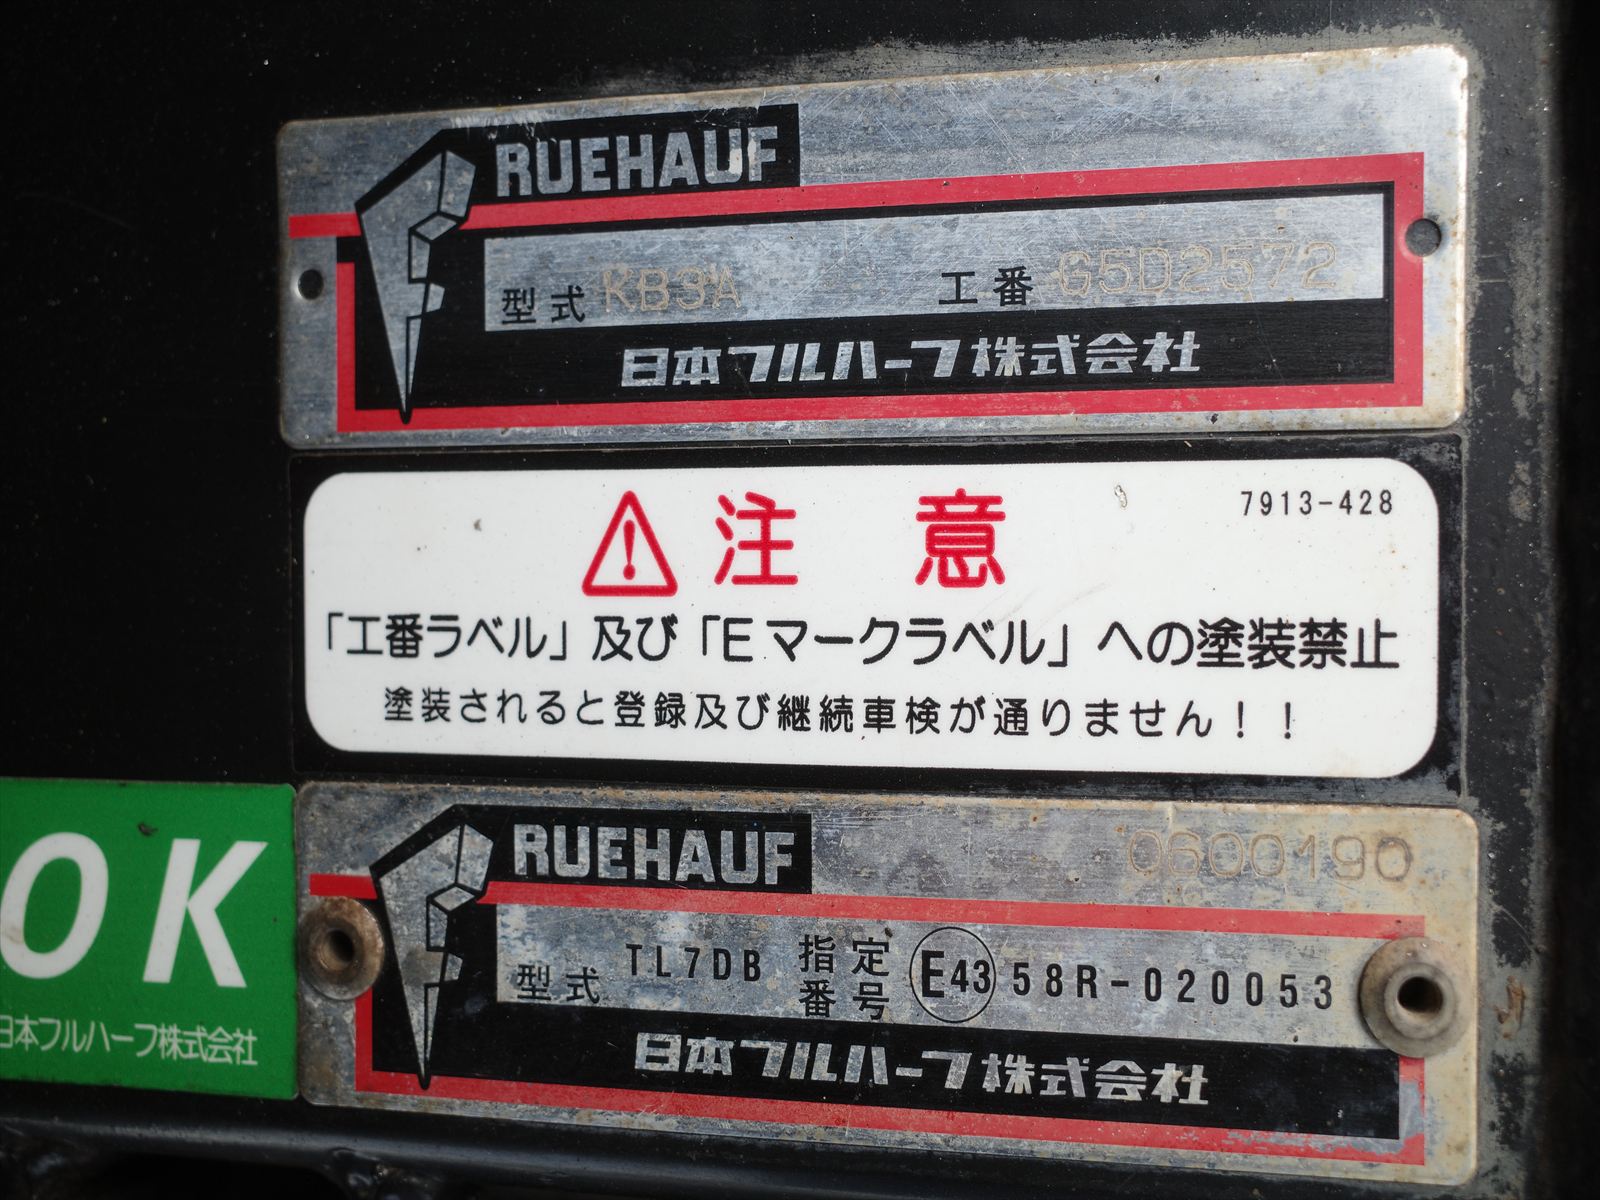 RUEHAUF
型式 KB3A 工番 G5D2572
日本フルハーフ株式会社
⚠ 注意 7913-428
「工番ラベル」及び「Eマークラベル」への塗装禁止
塗装されると登録及び継続車検が通りません！！
RUEHAUF 0600190
型式 TL7DB 指定番号 E43 58R-020053
日本フルハーフ株式会社
OK
日本フルハーフ株式会社